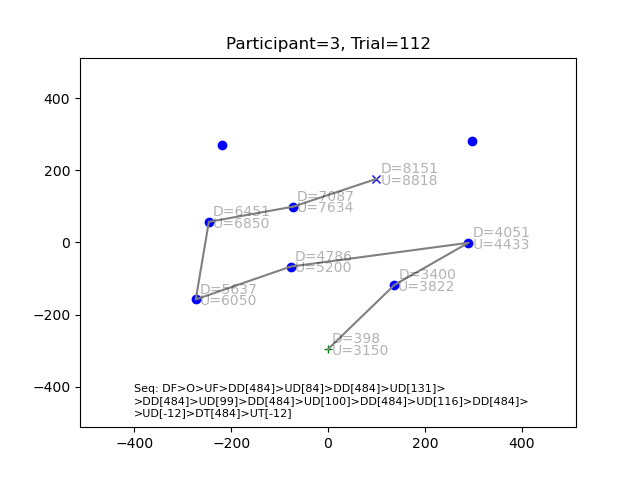 Participant=3, Trial=112
400
200
0
−200
−400
D=8151
U=8818
D=7087
U=7634
D=6451
U=6850
D=4051
U=4433
D=4786
U=5200
D=3400
U=3822
D=5637
U=6050
D=398
U=3150
Seq: DF>O>UF>DD[484]>UD[84]>DD[484]>UD[131]>
>DD[484]>UD[99]>DD[484]>UD[100]>DD[484]>UD[116]>DD[484]>
>UD[-12]>DT[484]>UT[-12]
−400 −200 0 200 400